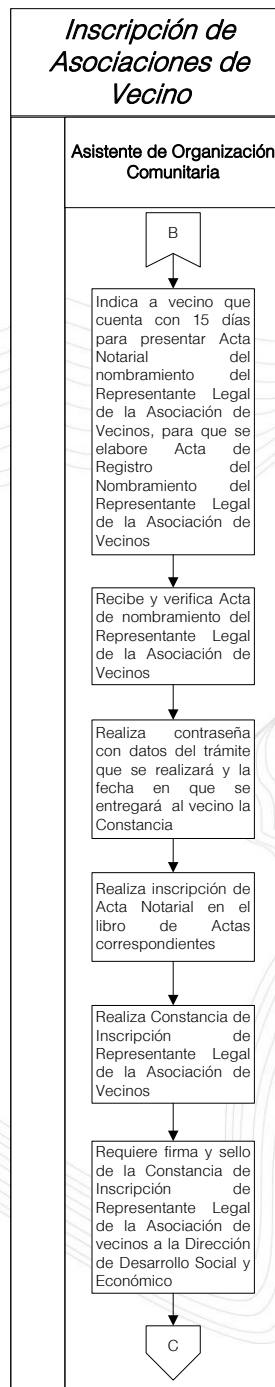 Inscripción de
Asociaciones de
Vecino
Asistente de Organización
Comunitaria
B
Indica a vecino que
cuenta con 15 días
para presentar Acta
Notarial del
nombramiento del
Representante Legal
de la Asociación de
Vecinos, para que se
elabore Acta de
Registro del
Nombramiento del
Representante Legal
de la Asociación de
Vecinos
Recibe y verifica Acta
de nombramiento del
Representante Legal
de la Asociación de
Vecinos
Realiza contraseña
con datos del trámite
que se realizará y la
fecha en que se
entregará al vecino la
Constancia
Realiza inscripción de
Acta Notarial en el
libro de Actas
correspondientes
Realiza Constancia de
Inscripción de
Representante Legal
de la Asociación de
Vecinos
Requiere firma y sello
de la Constancia de
Inscripción de
Representante Legal
de la Asociación de
vecinos a la Dirección
de Desarrollo Social y
Económico
C